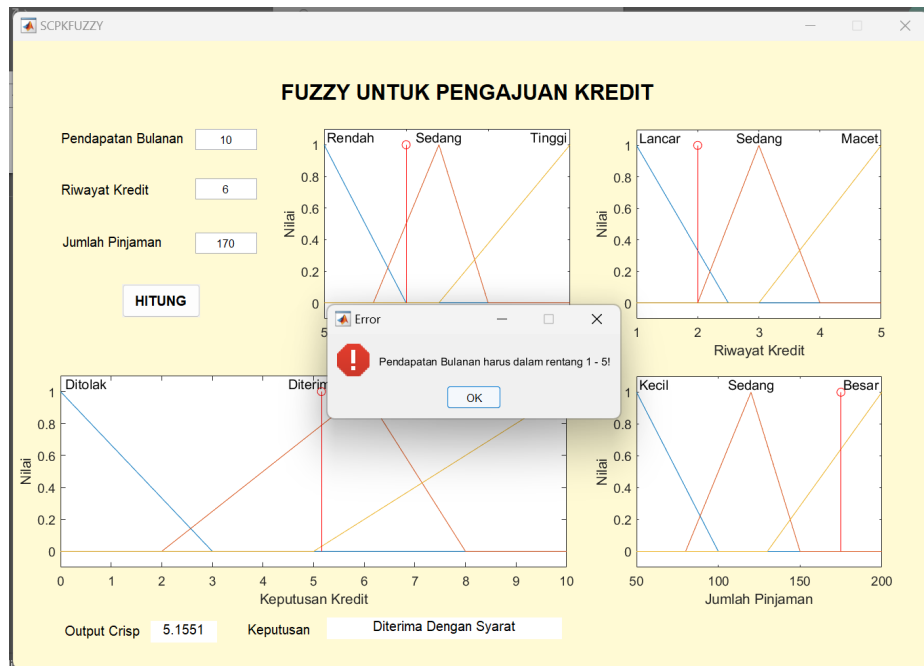 SCPKFUZZY
FUZZY UNTUK PENGAJUAN KREDIT
Pendapatan Bulanan 10
Riwayat Kredit 6
Jumlah Pinjaman 170
HITUNG
Rendah Sedang Tinggi
1
0.8
0.6
0.4
0.2
0
Nilai
5
Lancar Sedang Macet
1
0.8
0.6
0.4
0.2
0
Nilai
1 2 3 4 5
Riwayat Kredit
Error
Pendapatan Bulanan harus dalam rentang 1 - 5!
OK
Ditolak
1
0.8
0.6
0.4
0.2
0
Nilai
0 1 2 3 4 5 6 7 8 9 10
Keputusan Kredit
Kecil Sedang Besar
1
0.8
0.6
0.4
0.2
0
Nilai
50 100 150 200
Jumlah Pinjaman
Output Crisp 5.1551 Keputusan Diterima Dengan Syarat